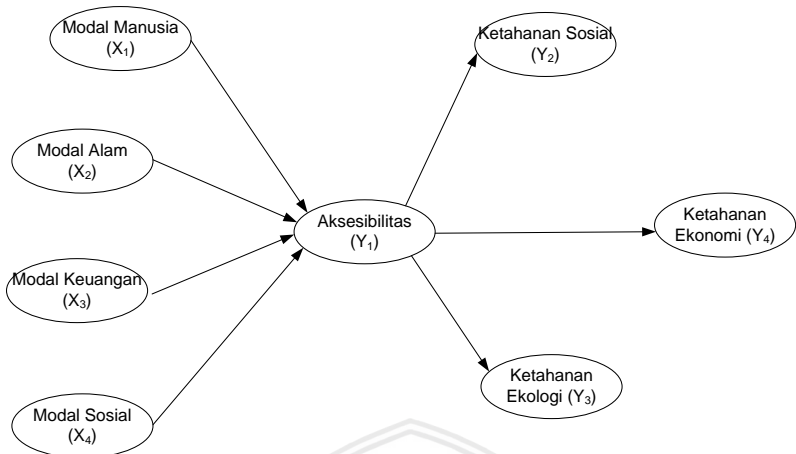 Modal Manusia
(X₁)
Modal Alam
(X₂)
Modal Keuangan
(X₃)
Modal Sosial
(X₄)
Aksesibilitas
(Y₁)
Ketahanan Sosial
(Y₂)
Ketahanan
Ekonomi (Y₄)
Ketahanan
Ekologi (Y₃)